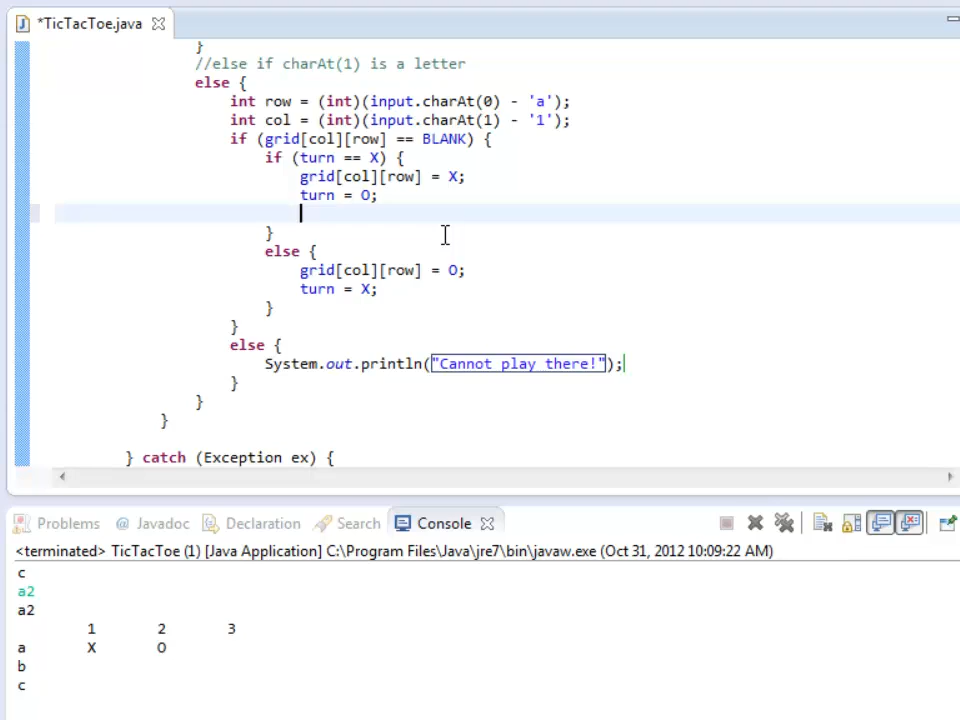 *TicTacToe.java
}
//else if charAt(1) is a letter
else {
int row = (int)(input.charAt(0) - 'a');
int col = (int)(input.charAt(1) - '1');
if (grid[col][row] == BLANK) {
if (turn == X) {
grid[col][row] = X;
turn = O;
}
else {
grid[col][row] = O;
turn = X;
}
}
else {
System.out.println("Cannot play there!");
}
}
}
} catch (Exception ex) {
Problems @ Javadoc Declaration Search Console
<terminated> TicTacToe (1) [Java Application] C:\Program Files\Java\jre7\bin\javaw.exe (Oct 31, 2012 10:09:22 AM)
c
a2
a2
1 2 3
a X O
b
c